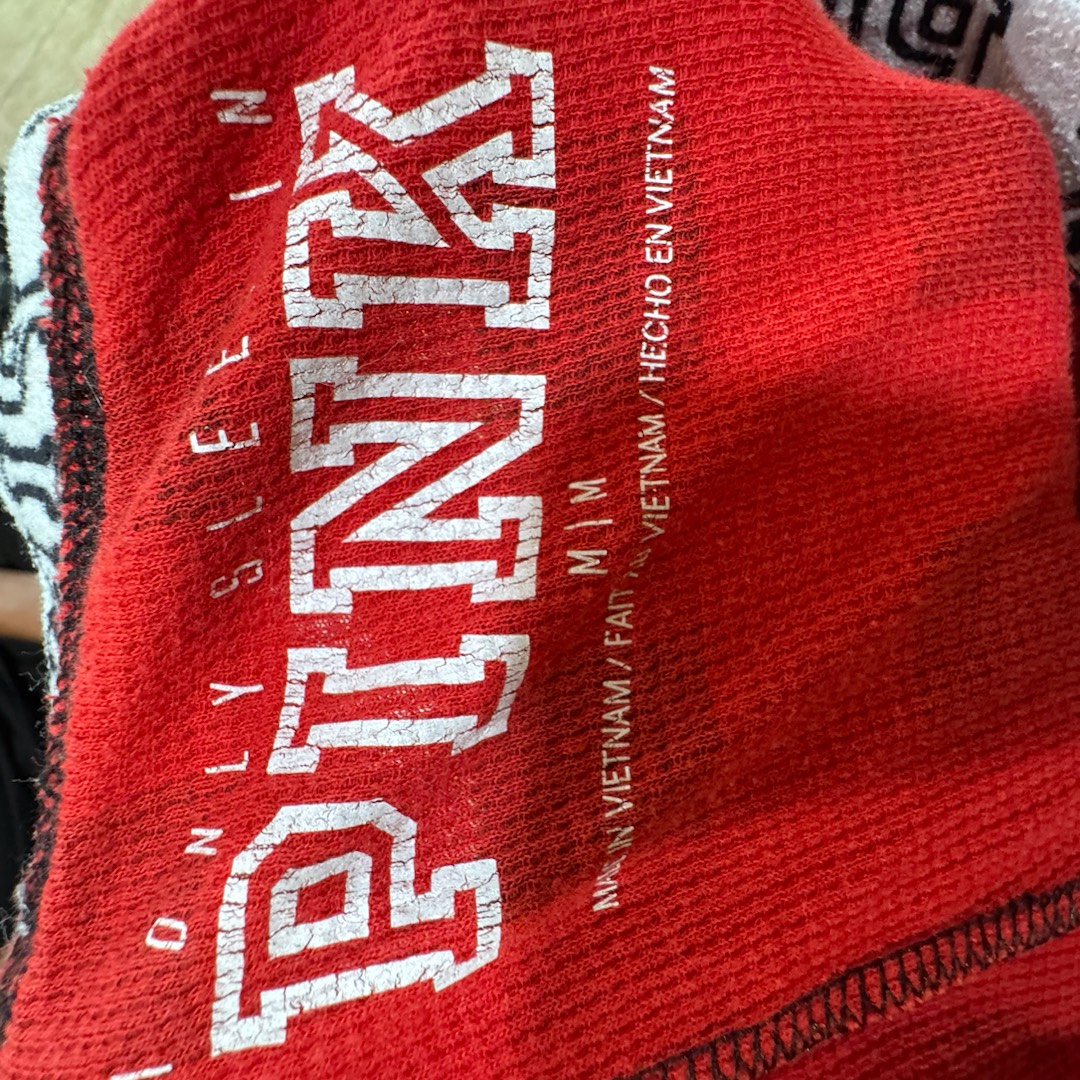 I ONLY SLEEP IN
PINK
M | M
MADE IN VIETNAM / FAIT AU VIETNAM / HECHO EN VIETNAM